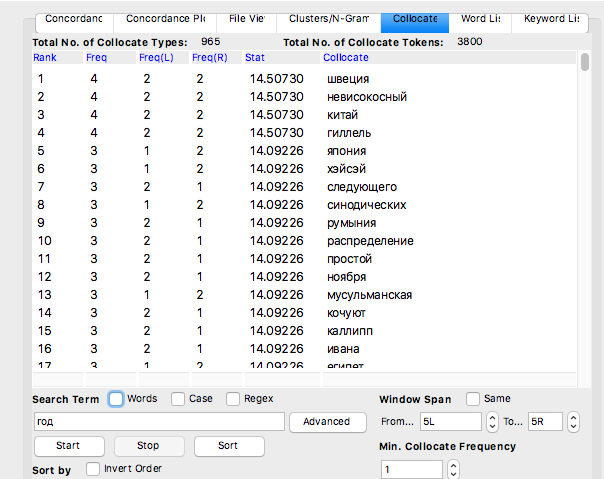 Concordanc Concordance Plo File Viev Clusters/N-Gram Collocate Word Lis Keyword Lis
Total No. of Collocate Types: 965 Total No. of Collocate Tokens: 3800
Rank Freq Freq(L) Freq(R) Stat Collocate
1 4 2 2 14.50730 швеция
2 4 2 2 14.50730 невисокосный
3 4 2 2 14.50730 китай
4 4 2 2 14.50730 гиллель
5 3 1 2 14.09226 япония
6 3 1 2 14.09226 хэйсэй
7 3 2 1 14.09226 следующего
8 3 1 2 14.09226 синодических
9 3 2 1 14.09226 румыния
10 3 2 1 14.09226 распределение
11 3 2 1 14.09226 простой
12 3 2 1 14.09226 ноября
13 3 1 2 14.09226 мусульманская
14 3 2 1 14.09226 кочуют
15 3 2 1 14.09226 каллипп
16 3 2 1 14.09226 ивана
17 3 1 2 14.09226 египет
Search Term Words Case Regex Window Span Same
год Advanced From... 5L To... 5R
Start Stop Sort Min. Collocate Frequency
Sort by Invert Order 1